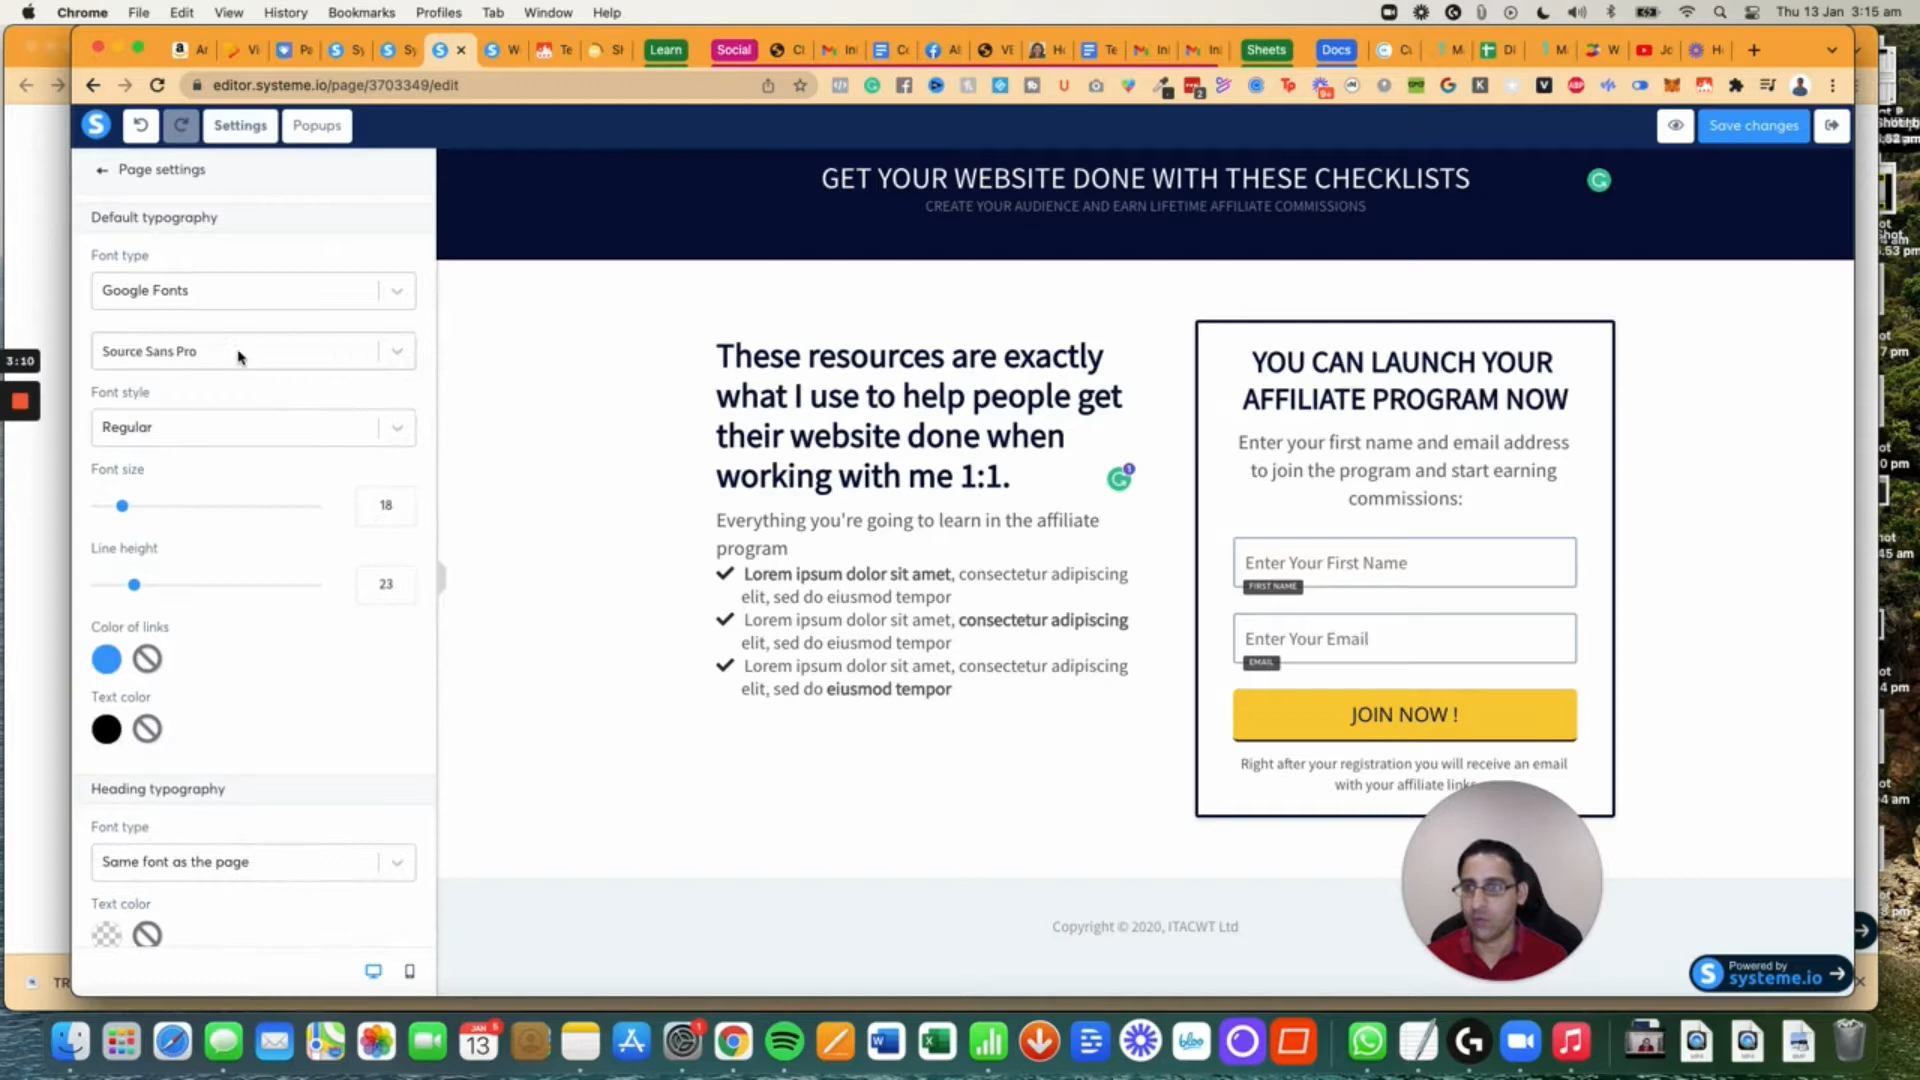 Chrome File Edit View History Bookmarks Profiles Tab Window Help
Thu 13 Jan 3:15 am
Learn
Social
Sheets
Docs
editor.systeme.io/page/3703349/edit
Settings
Popups
Save changes
Page settings
Default typography
Font type
Google Fonts
Source Sans Pro
Font style
Regular
Font size
18
Line height
23
Color of links
Text color
Heading typography
Font type
Same font as the page
Text color
3:10
GET YOUR WEBSITE DONE WITH THESE CHECKLISTS
CREATE YOUR AUDIENCE AND EARN LIFETIME AFFILIATE COMMISSIONS
These resources are exactly
what I use to help people get
their website done when
working with me 1:1.
Everything you're going to learn in the affiliate
program
Lorem ipsum dolor sit amet, consectetur adipiscing
elit, sed do eiusmod tempor
Lorem ipsum dolor sit amet, consectetur adipiscing
elit, sed do eiusmod tempor
Lorem ipsum dolor sit amet, consectetur adipiscing
elit, sed do eiusmod tempor
YOU CAN LAUNCH YOUR
AFFILIATE PROGRAM NOW
Enter your first name and email address
to join the program and start earning
commissions:
Enter Your First Name
FIRST NAME
Enter Your Email
EMAIL
JOIN NOW !
Right after your registration you will receive an email
with your affiliate link
Copyright © 2020, ITACWT Ltd
Powered by
systeme.io